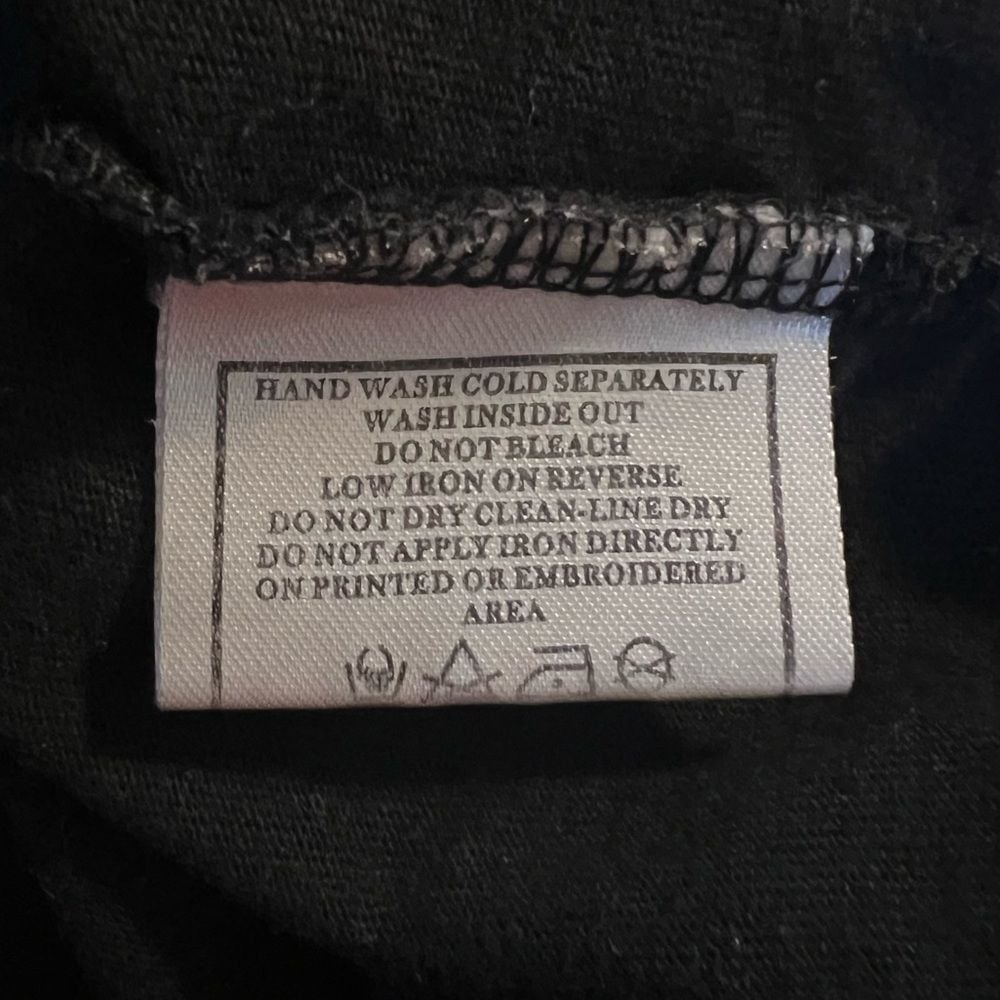 HAND WASH COLD SEPARATELY
WASH INSIDE OUT
DO NOT BLEACH
LOW IRON ON REVERSE
DO NOT DRY CLEAN-LINE DRY
DO NOT APPLY IRON DIRECTLY
ON PRINTED OR EMBROIDERED
AREA